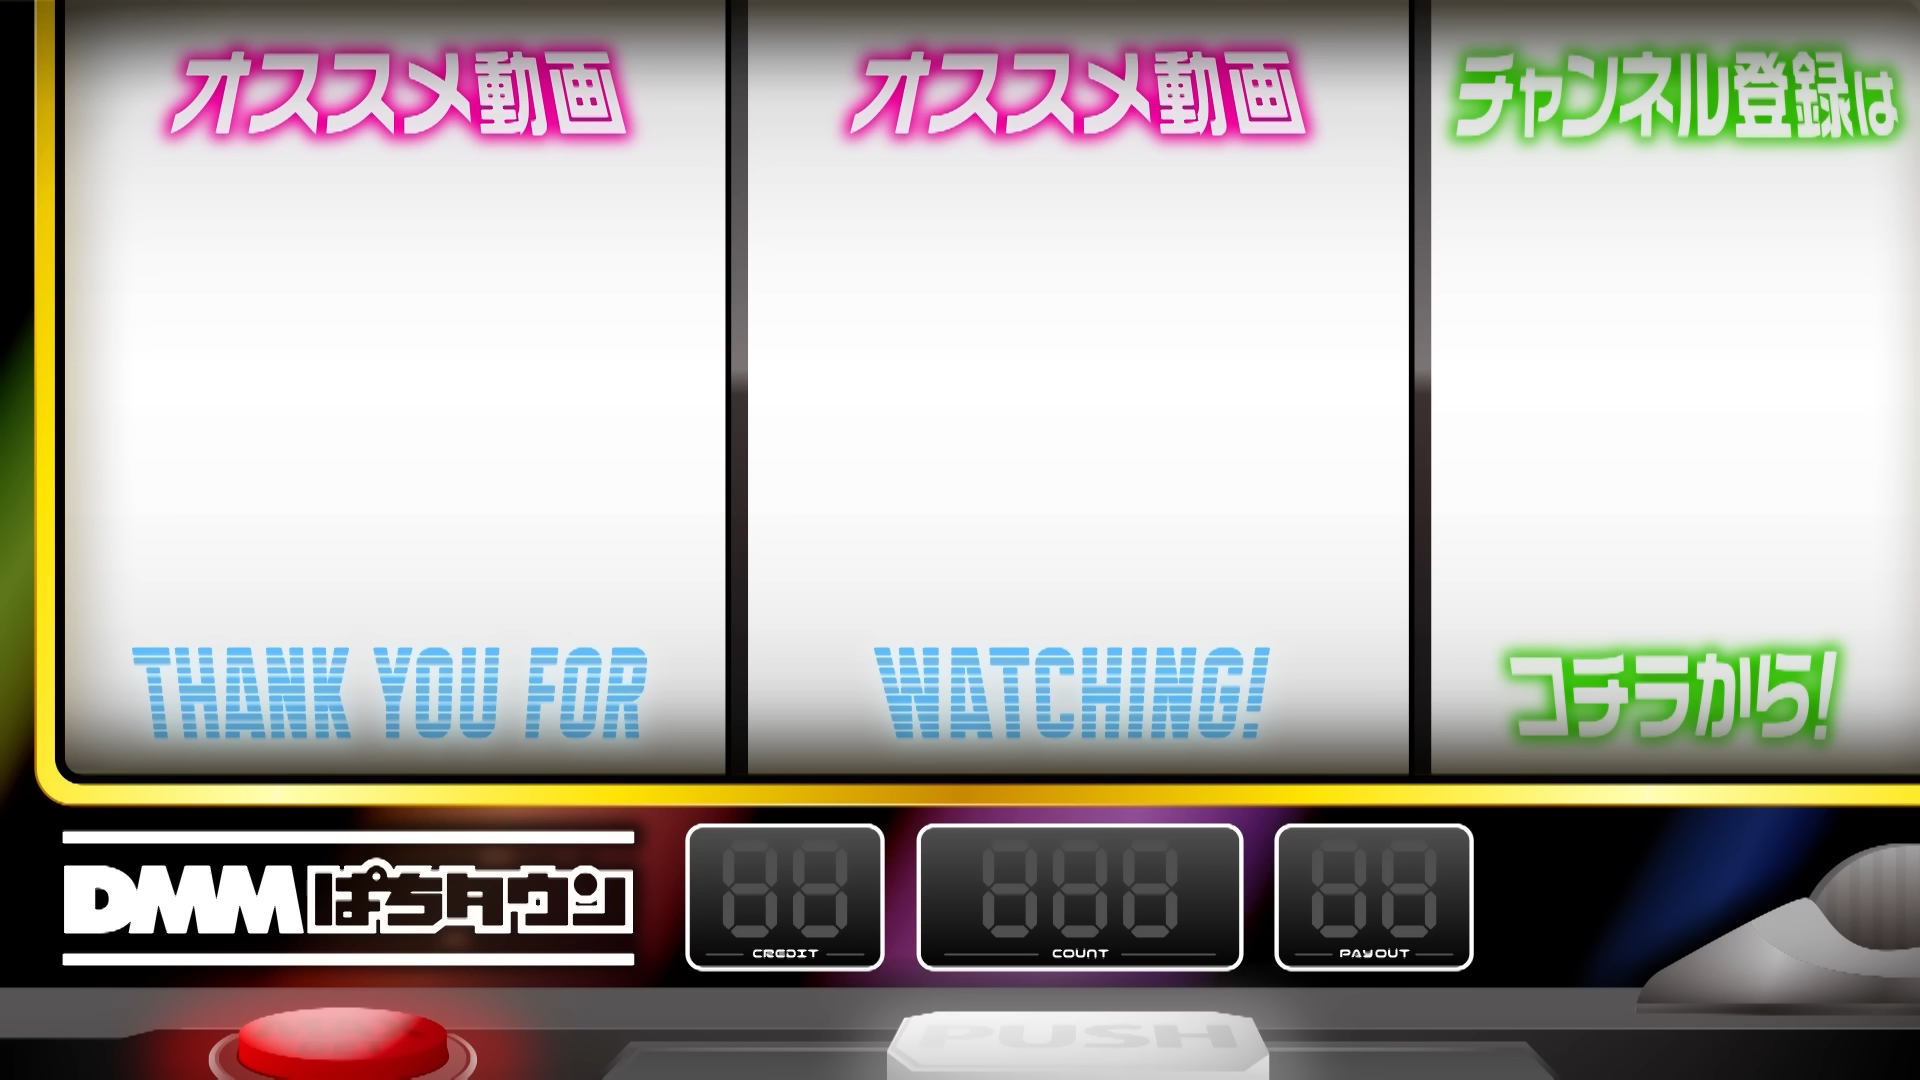 オススメ動画
オススメ動画
チャンネル登録は
THANK YOU FOR
WATCHING!
コチラから!
DMMぱちタウン
CREDIT
COUNT
PAYOUT
PUSH